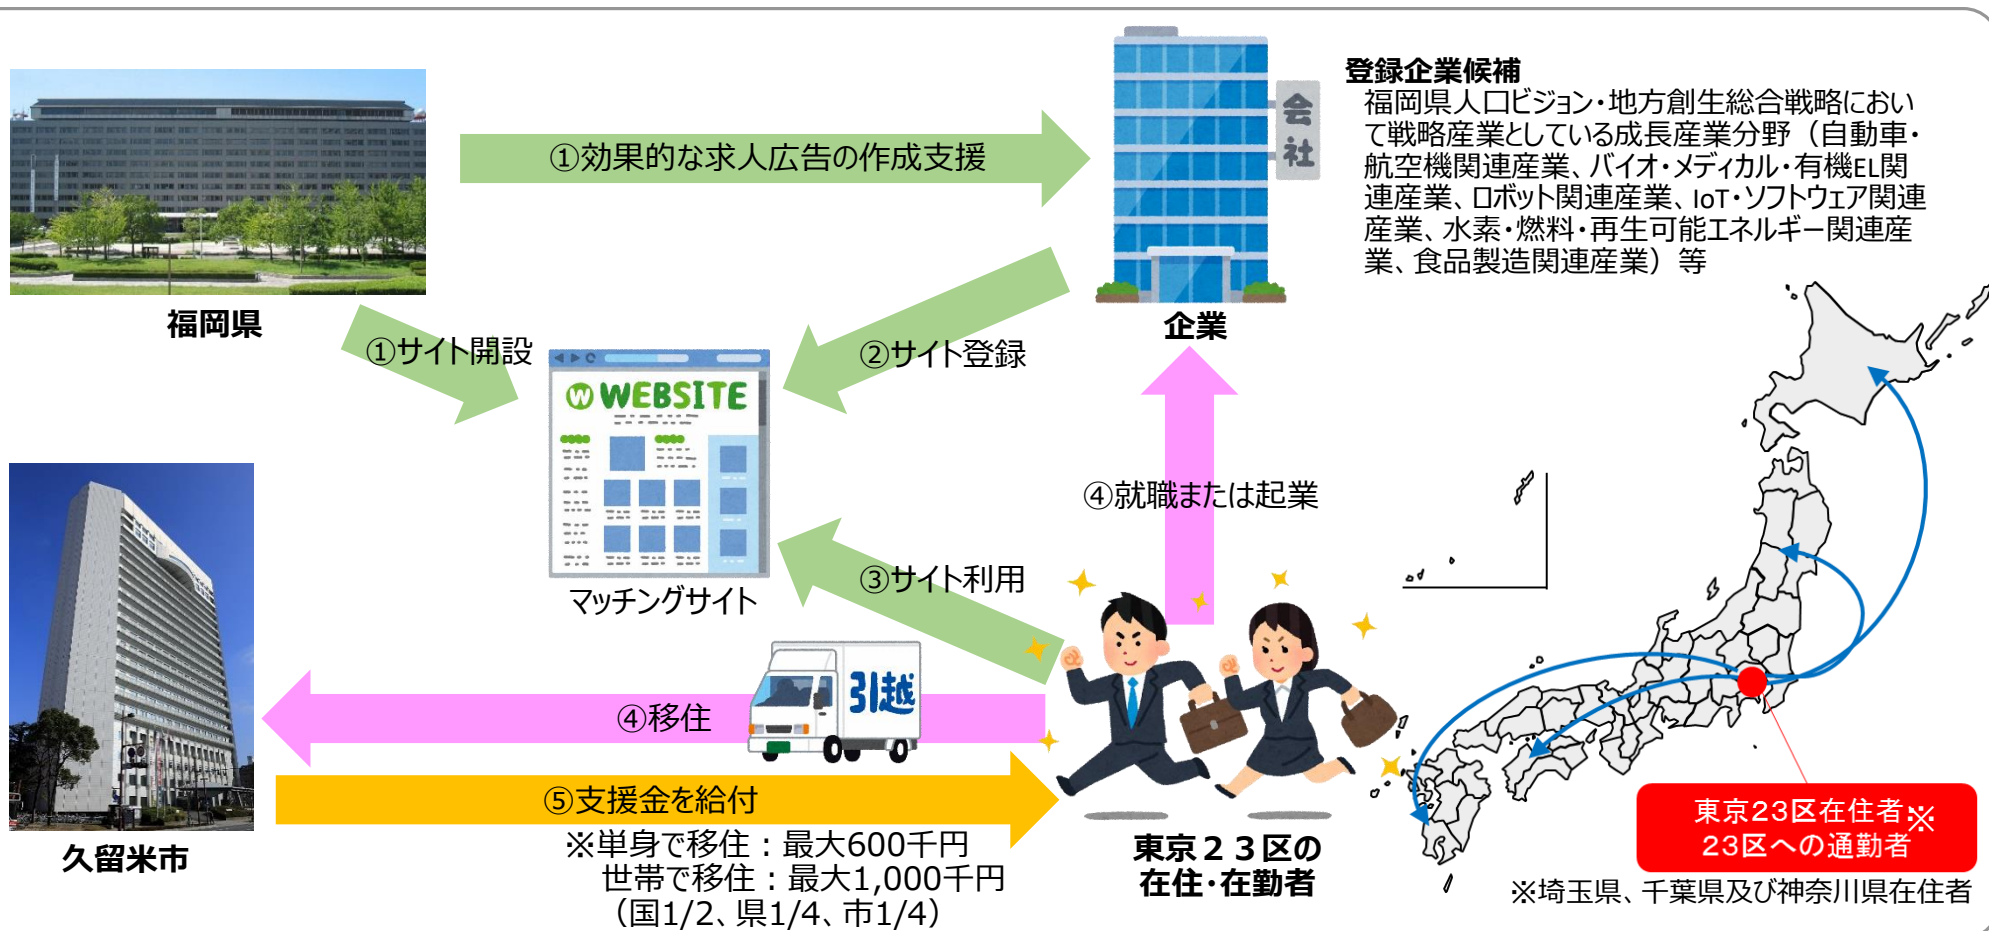 登録企業候補
福岡県人口ビジョン・地方創生総合戦略におい
て戦略産業としている成長産業分野（自動車・
航空機関連産業、バイオ・メディカル・有機EL関
連産業、ロボット関連産業、IoT・ソフトウェア関連
産業、水素・燃料・再生可能エネルギー関連産
業、食品製造関連産業）等
会社
①効果的な求人広告の作成支援
福岡県
企業
①サイト開設
②サイト登録
W WEBSITE
マッチングサイト
③サイト利用
④就職または起業
引越
④移住
⑤支援金を給付
※単身で移住：最大600千円
世帯で移住：最大1,000千円
（国1/2、県1/4、市1/4）
久留米市
東京２３区の
在住・在勤者
東京23区在住者※
23区への通勤者
※埼玉県、千葉県及び神奈川県在住者